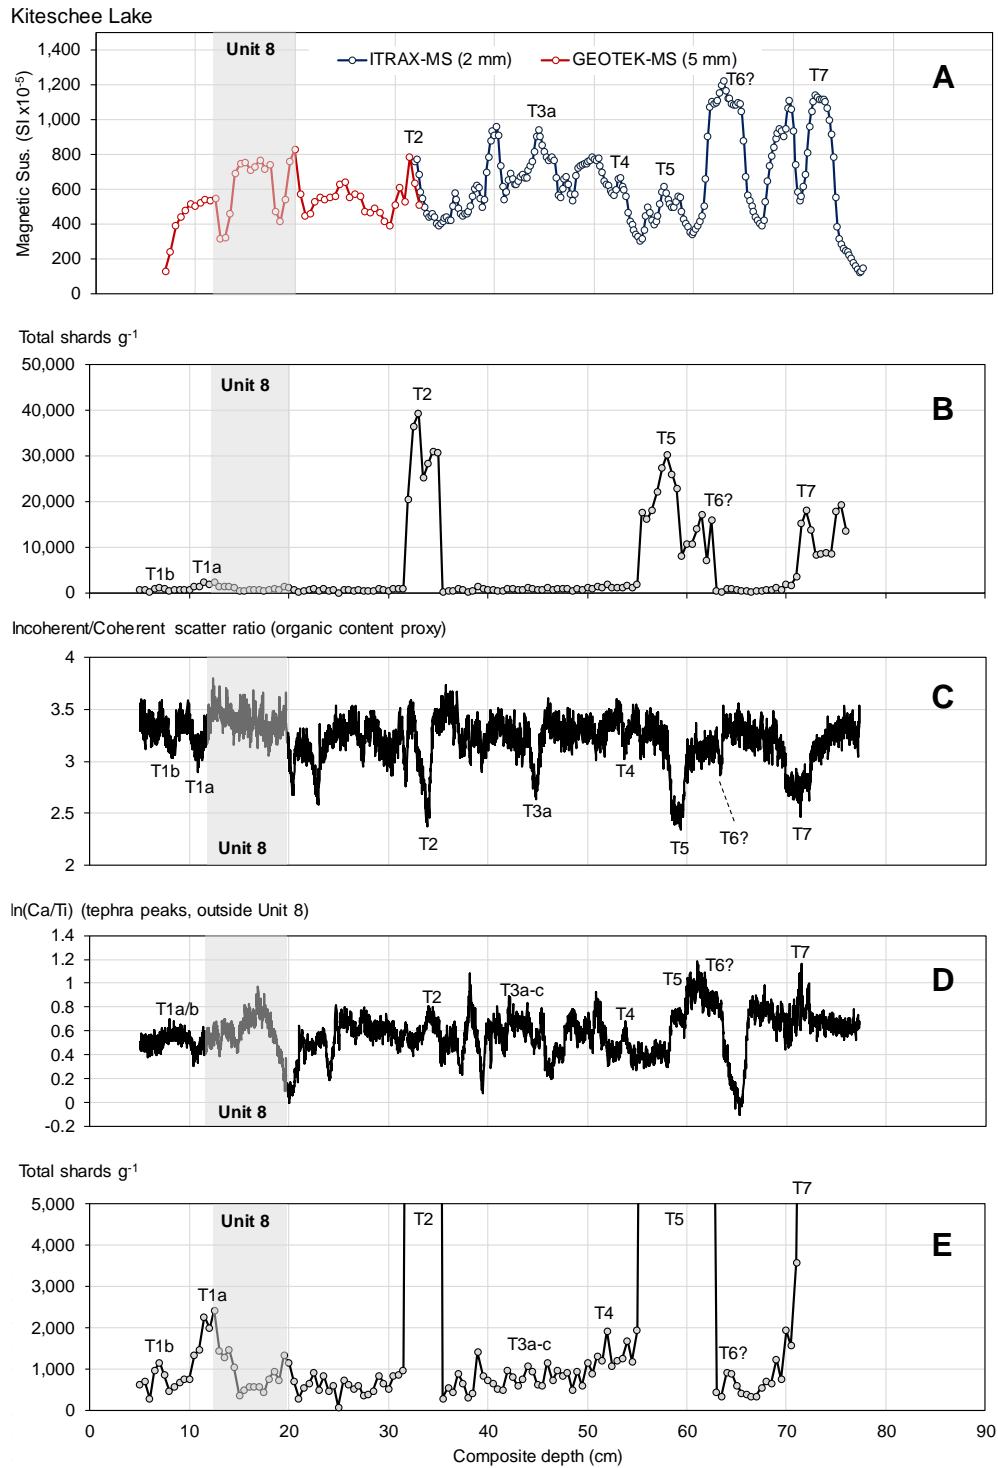 Kiteschee Lake
1,400
1,200
1,000
800
600
400
200
0
Magnetic Sus. (SI x10⁻⁵)
Unit 8
ITRAX-MS (2 mm)
GEOTEK-MS (5 mm)
A
T2
T3a
T4
T5
T6?
T7
Total shards g⁻¹
50,000
40,000
30,000
20,000
10,000
0
Unit 8
B
T1b
T1a
T2
T5
T6?
T7
Incoherent/Coherent scatter ratio (organic content proxy)
4
3.5
3
2.5
2
C
T1b
T1a
Unit 8
T2
T3a
T4
T5
T6?
T7
ln(Ca/Ti) (tephra peaks, outside Unit 8)
1.4
1.2
1
0.8
0.6
0.4
0.2
0
-0.2
D
T1a/b
Unit 8
T2
T3a-c
T4
T5
T6?
T7
Total shards g⁻¹
5,000
4,000
3,000
2,000
1,000
0
Unit 8
E
T1b
T1a
T2
T3a-c
T4
T5
T6?
T7
0 10 20 30 40 50 60 70 80 90
Composite depth (cm)